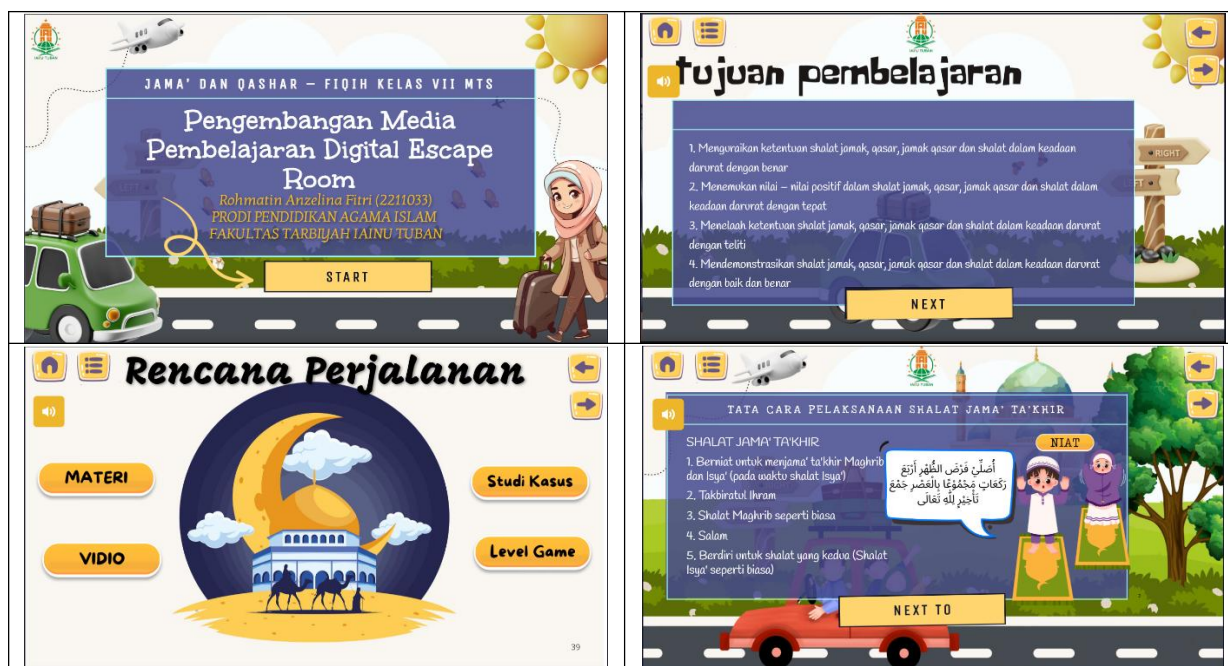 IAINU TUBAN
JAMA' DAN QASHAR – FIQIH KELAS VII MTS
Pengembangan Media
Pembelajaran Digital Escape
Room
Rohmatin Anzelina Fitri (2211033)
PRODI PENDIDIKAN AGAMA ISLAM
FAKULTAS TARBIYAH IAINU TUBAN
START
IAINU TUBAN
tujuan pembelajaran
1. Menguraikan ketentuan shalat jamak, qasar, jamak qasar dan shalat dalam keadaan
darurat dengan benar
2. Menemukan nilai – nilai positif dalam shalat jamak, qasar, jamak qasar dan shalat dalam
keadaan darurat dengan tepat
3. Menelaah ketentuan shalat jamak, qasar, jamak qasar dan shalat dalam keadaan darurat
dengan teliti
4. Mendemonstrasikan shalat jamak, qasar, jamak qasar dan shalat dalam keadaan darurat
dengan baik dan benar
RIGHT
NEXT
Rencana Perjalanan
MATERI
VIDIO
Studi Kasus
Level Game
39
IAINU TUBAN
TATA CARA PELAKSANAAN SHALAT JAMA' TA'KHIR
SHALAT JAMA' TA'KHIR
1. Berniat untuk menjama' ta'khir Maghrib
dan Isya' (pada waktu shalat Isya')
2. Takbiratul Ihram
3. Shalat Maghrib seperti biasa
4. Salam
5. Berdiri untuk shalat yang kedua (Shalat
Isya' seperti biasa)
NIAT
أُصَلِّيْ فَرْضَ الظُّهْرِ أَرْبَعَ
رَكَعَاتٍ مَجْمُوْعًا بِالْعَصْرِ جَمْعَ
تَأْخِيْرٍ لِلَّهِ تَعَالَى
NEXT TO